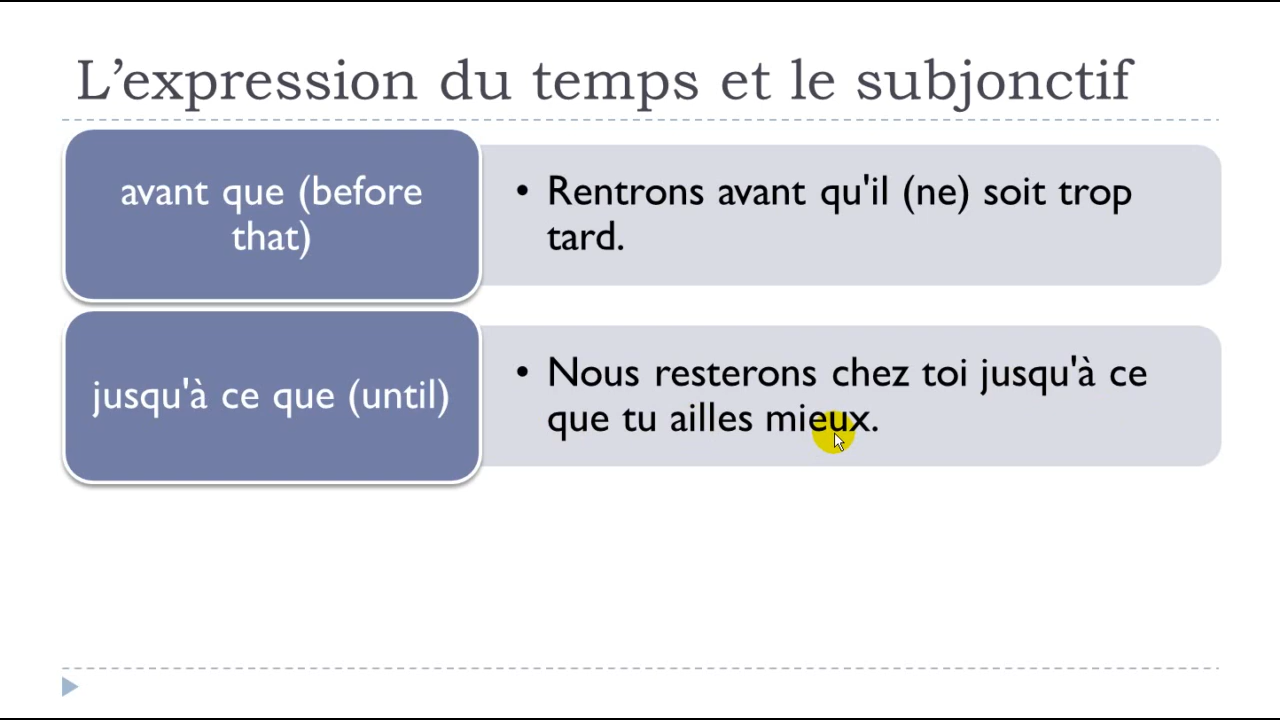 L’expression du temps et le subjonctif
avant que (before
that)
• Rentrons avant qu'il (ne) soit trop
tard.
jusqu'à ce que (until)
• Nous resterons chez toi jusqu'à ce
que tu ailles mieux.